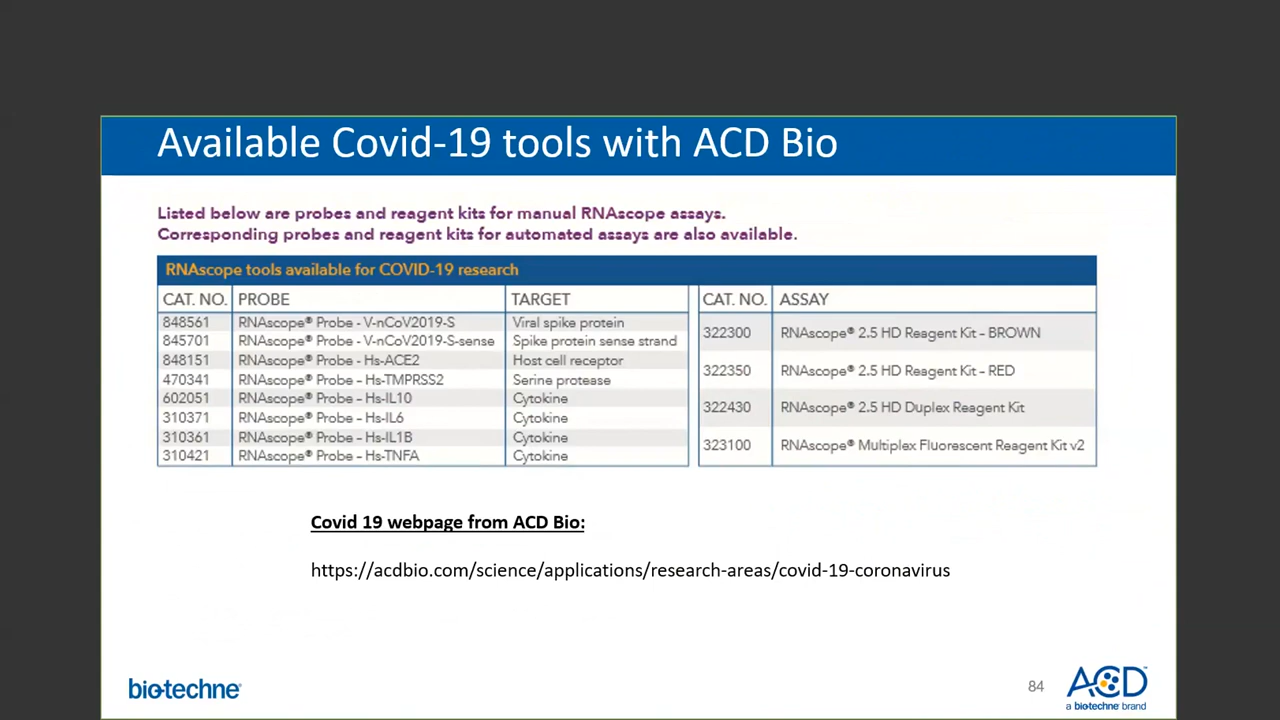 Available Covid-19 tools with ACD Bio
Listed below are probes and reagent kits for manual RNAscope assays.
Corresponding probes and reagent kits for automated assays are also available.
RNAscope tools available for COVID-19 research
CAT. NO. PROBE TARGET
848561 RNAscope® Probe - V-nCoV2019-S Viral spike protein
845701 RNAscope® Probe - V-nCoV2019-S-sense Spike protein sense strand
848151 RNAscope® Probe - Hs-ACE2 Host cell receptor
470341 RNAscope® Probe - Hs-TMPRSS2 Serine protease
602051 RNAscope® Probe – Hs-IL10 Cytokine
310371 RNAscope® Probe – Hs-IL6 Cytokine
310361 RNAscope® Probe – Hs-IL1B Cytokine
310421 RNAscope® Probe – Hs-TNFA Cytokine
CAT. NO. ASSAY
322300 RNAscope® 2.5 HD Reagent Kit – BROWN
322350 RNAscope® 2.5 HD Reagent Kit – RED
322430 RNAscope® 2.5 HD Duplex Reagent Kit
323100 RNAscope® Multiplex Fluorescent Reagent Kit v2
Covid 19 webpage from ACD Bio:
https://acdbio.com/science/applications/research-areas/covid-19-coronavirus
bio-techne®
84
ACD™
a bio-techne brand